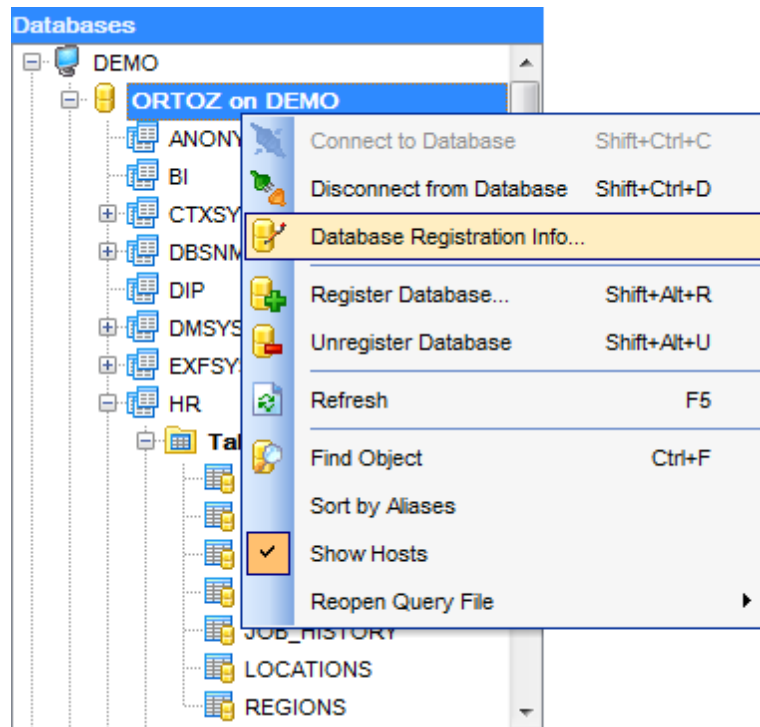 Databases
DEMO
ORTOZ on DEMO
BI
DIP
HR
JOB_HISTORY
LOCATIONS
REGIONS
Connect to Database Shift+Ctrl+C
Disconnect from Database Shift+Ctrl+D
Database Registration Info...
Register Database... Shift+Alt+R
Unregister Database Shift+Alt+U
Refresh F5
Find Object Ctrl+F
Sort by Aliases
Show Hosts
Reopen Query File